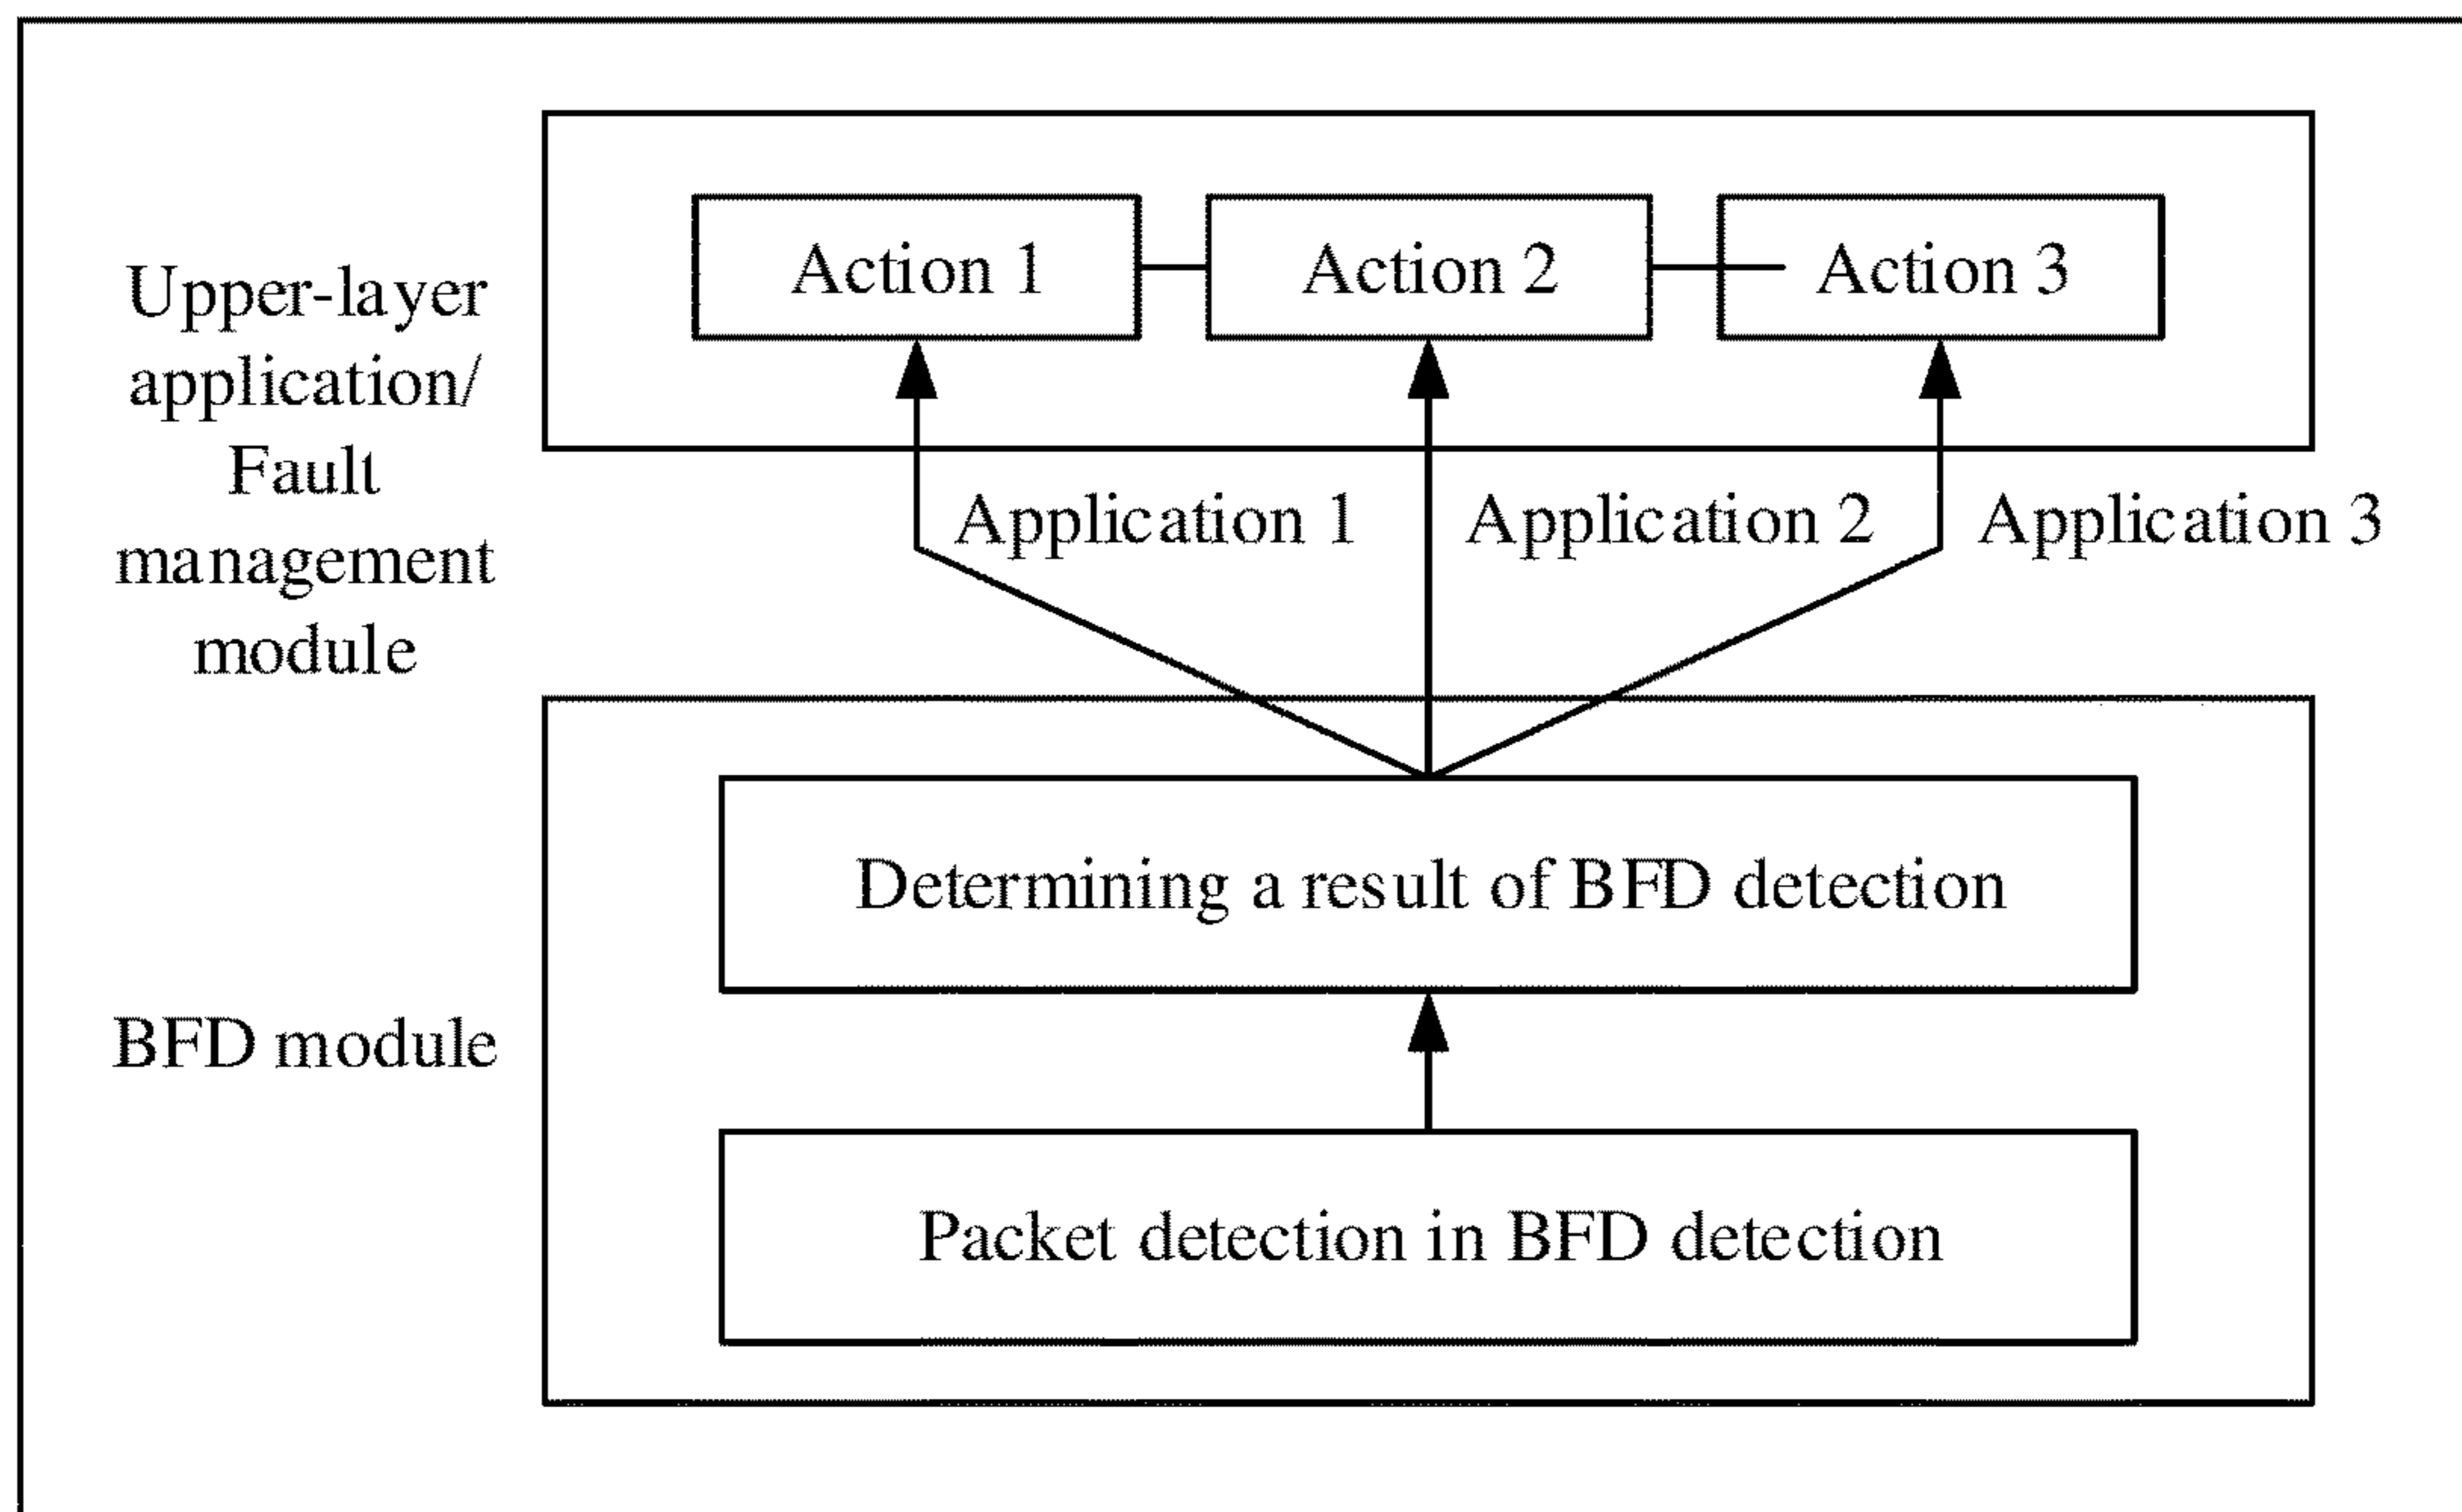 Action 1
Action 2
Action 3
Upper-layer
application/
Fault
management
module
Application 1
Application 2
Application 3
Determining a result of BFD detection
BFD module
Packet detection in BFD detection